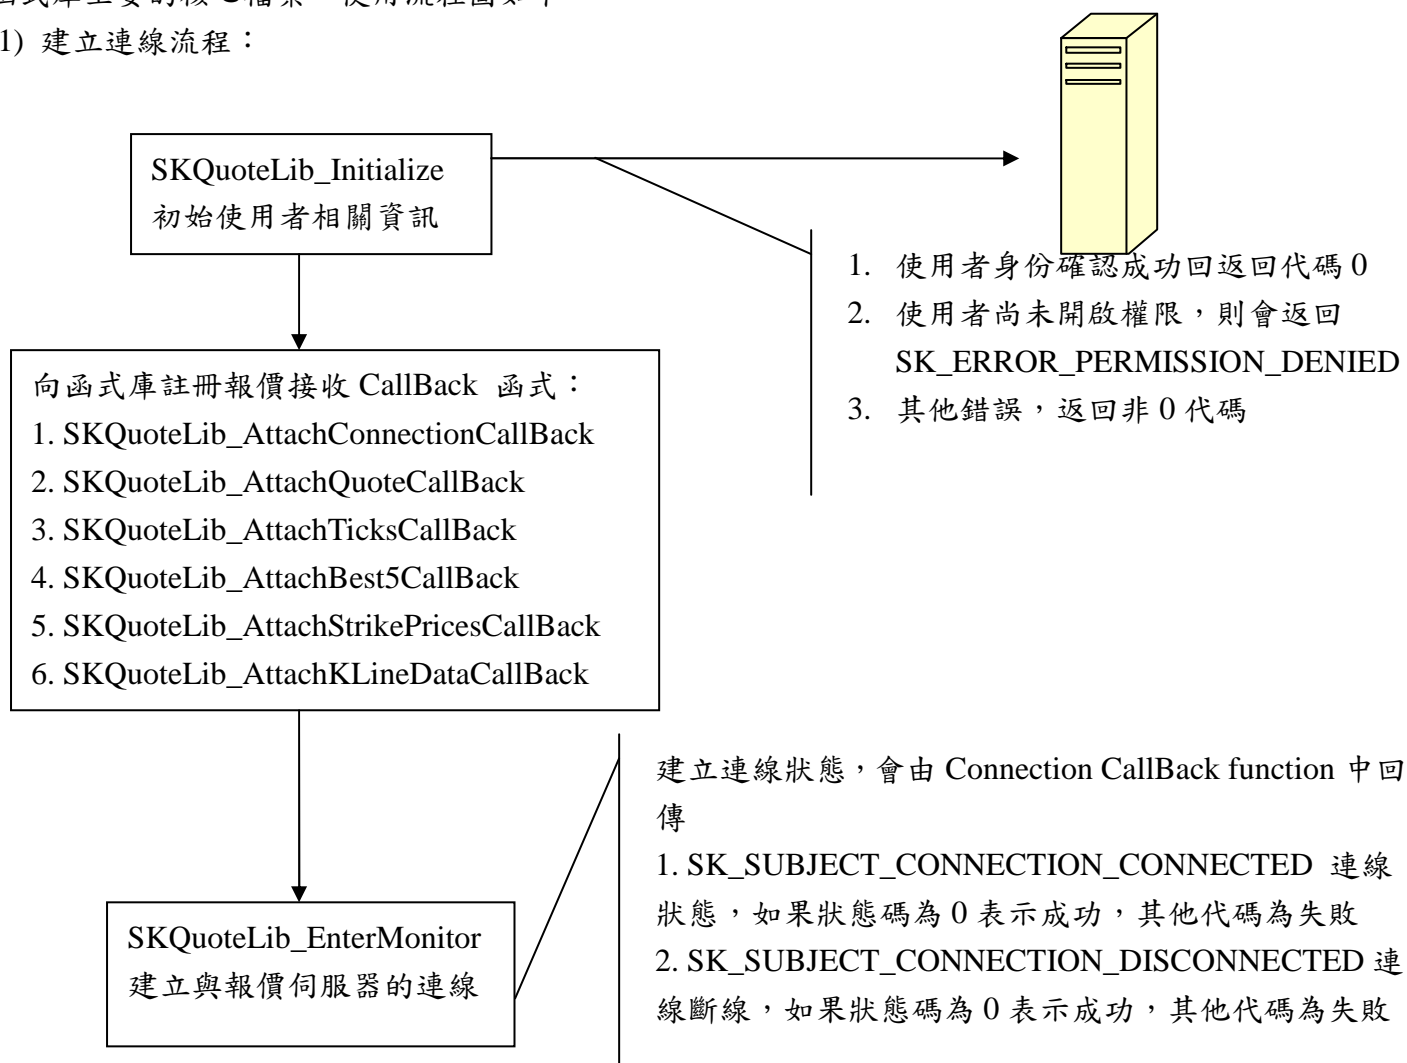 1) 建立連線流程：
SKQuoteLib_Initialize
初始使用者相關資訊
1. 使用者身份確認成功回返回代碼 0
2. 使用者尚未開啟權限，則會返回
SK_ERROR_PERMISSION_DENIED
3. 其他錯誤，返回非 0 代碼
向函式庫註冊報價接收 CallBack 函式：
1. SKQuoteLib_AttachConnectionCallBack
2. SKQuoteLib_AttachQuoteCallBack
3. SKQuoteLib_AttachTicksCallBack
4. SKQuoteLib_AttachBest5CallBack
5. SKQuoteLib_AttachStrikePricesCallBack
6. SKQuoteLib_AttachKLineDataCallBack
建立連線狀態，會由 Connection CallBack function 中回
傳
1. SK_SUBJECT_CONNECTION_CONNECTED 連線
狀態，如果狀態碼為 0 表示成功，其他代碼為失敗
2. SK_SUBJECT_CONNECTION_DISCONNECTED 連
線斷線，如果狀態碼為 0 表示成功，其他代碼為失敗
SKQuoteLib_EnterMonitor
建立與報價伺服器的連線